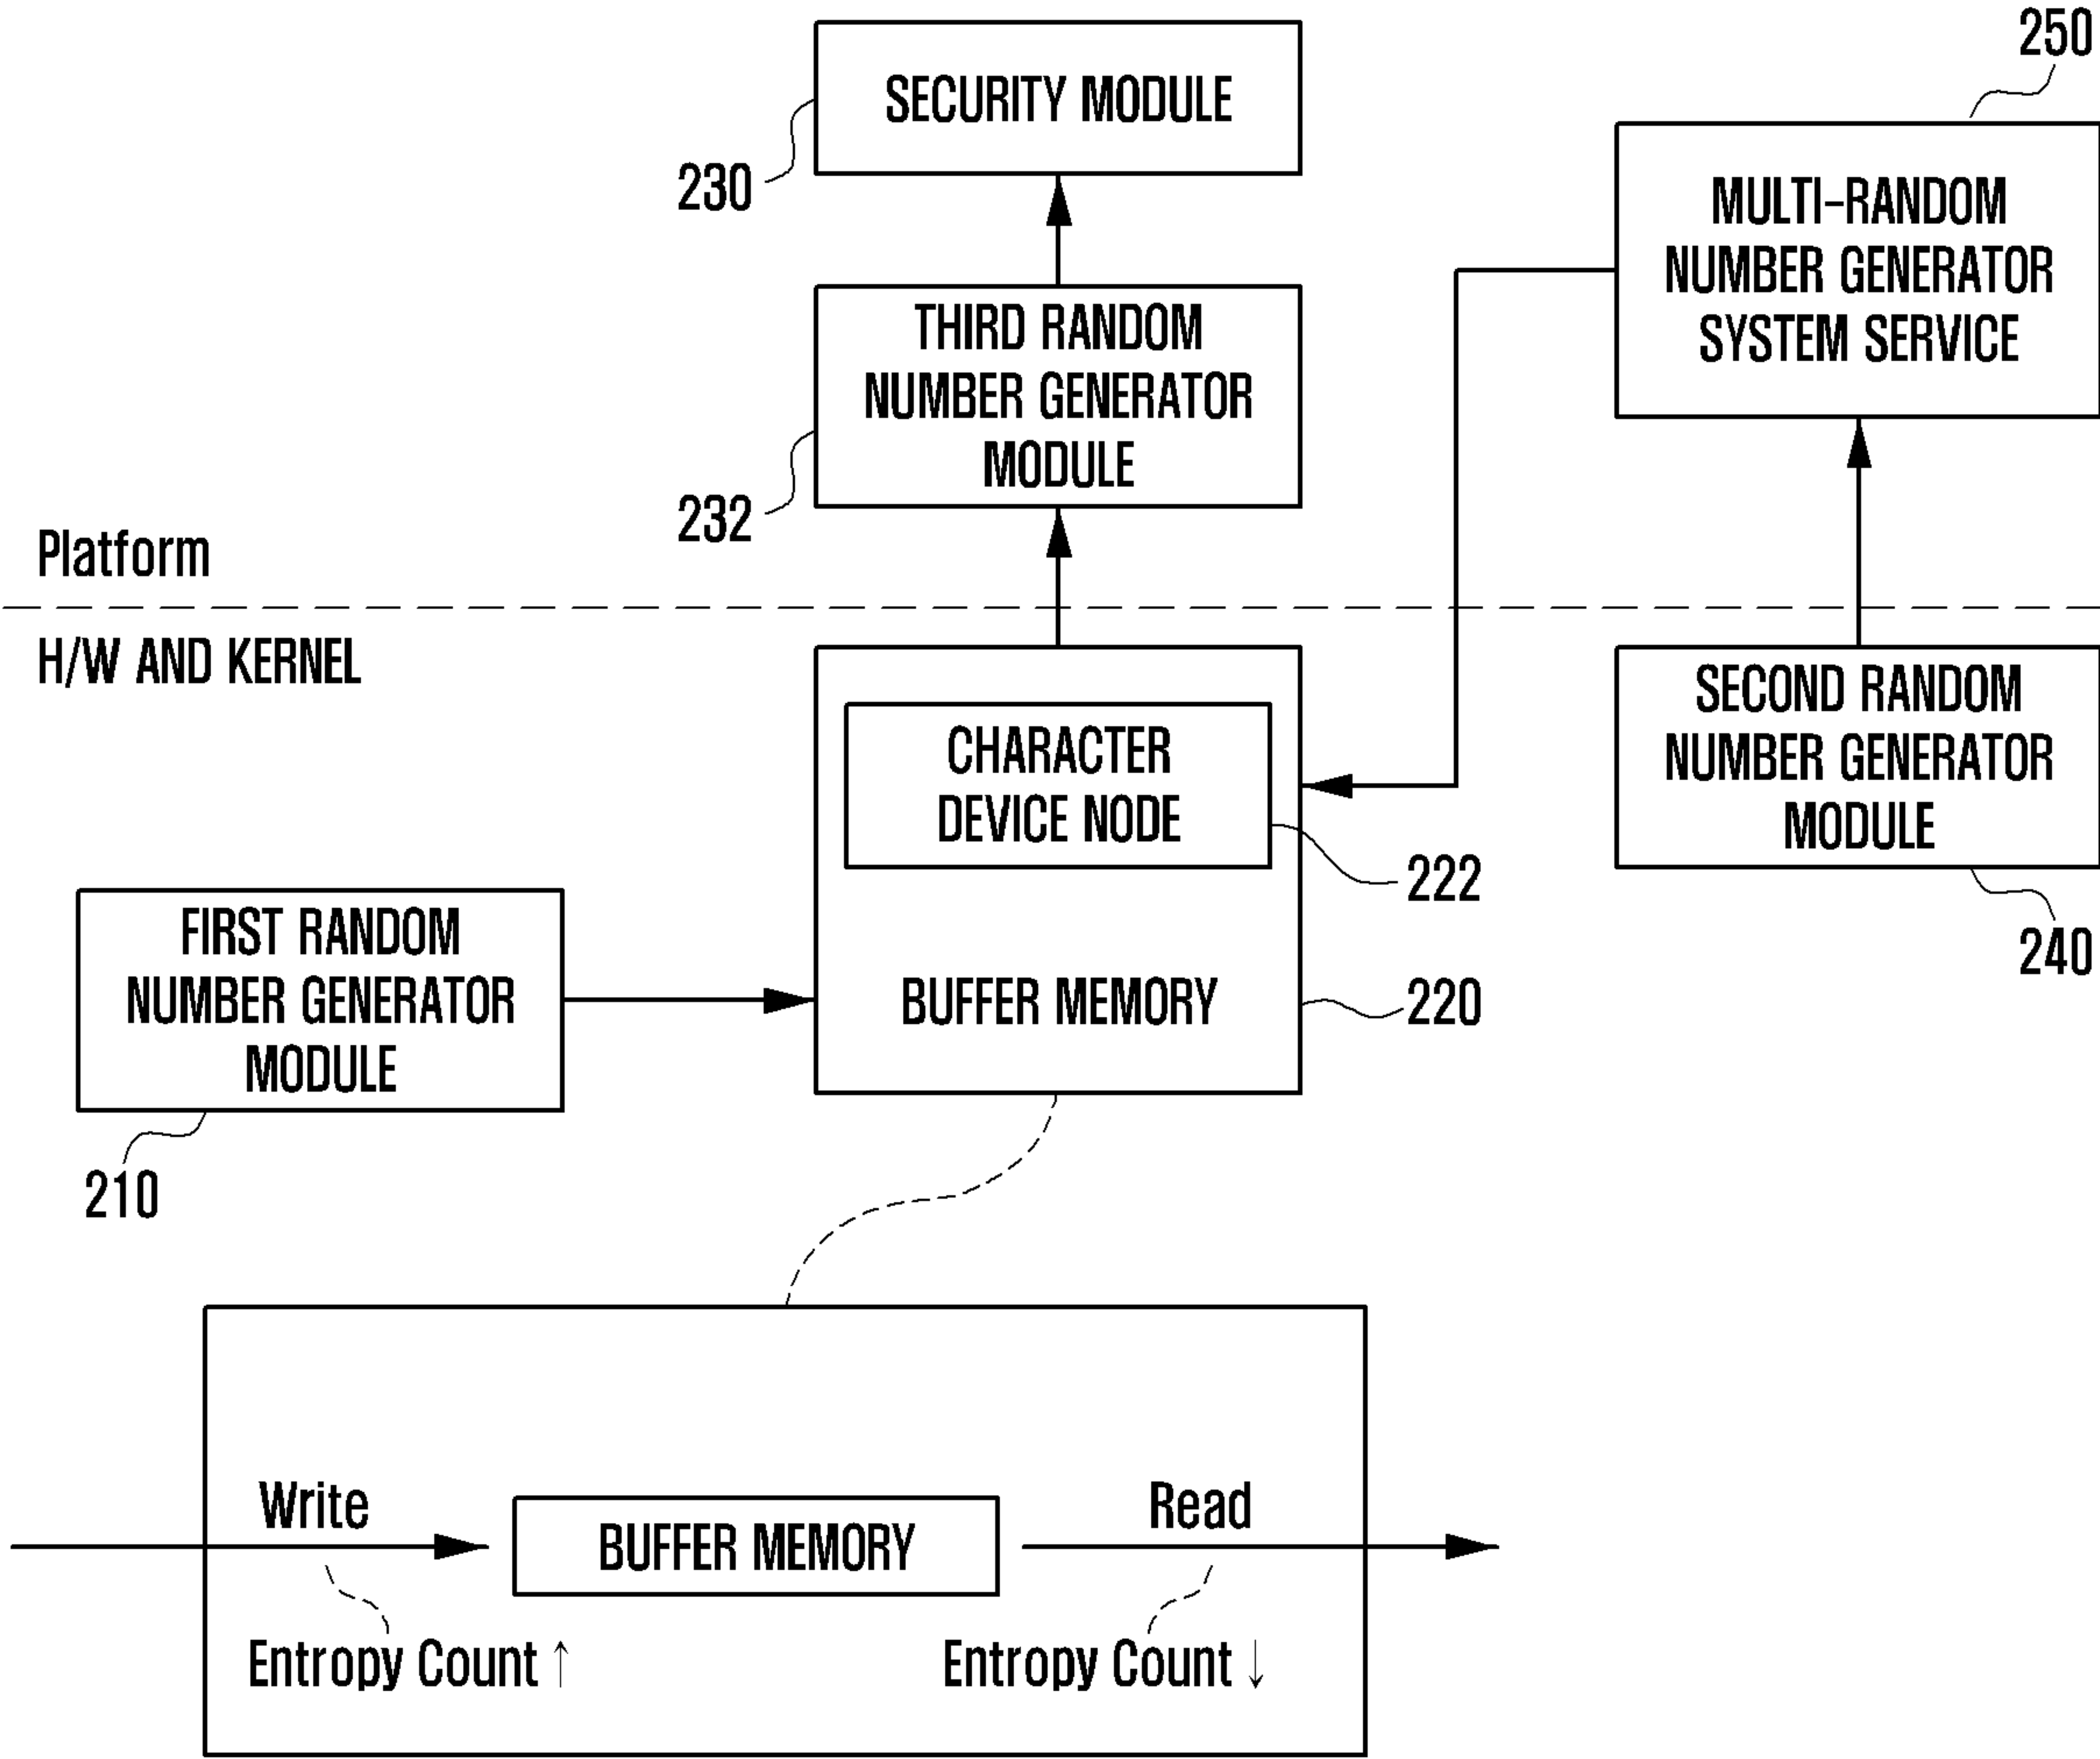 250
SECURITY MODULE
230
MULTI-RANDOM
NUMBER GENERATOR
SYSTEM SERVICE
THIRD RANDOM
NUMBER GENERATOR
MODULE
232
Platform
H/W AND KERNEL
SECOND RANDOM
NUMBER GENERATOR
MODULE
240
CHARACTER
DEVICE NODE
222
BUFFER MEMORY
220
FIRST RANDOM
NUMBER GENERATOR
MODULE
210
Write
BUFFER MEMORY
Read
Entropy Count ↑
Entropy Count ↓